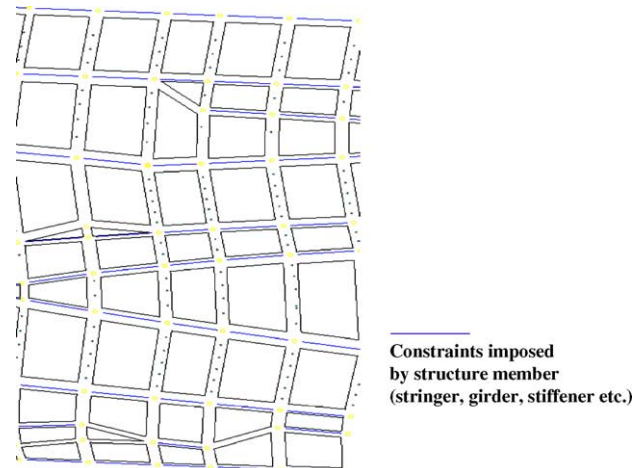 Constraints imposed
by structure member
(stringer, girder, stiffener etc.)